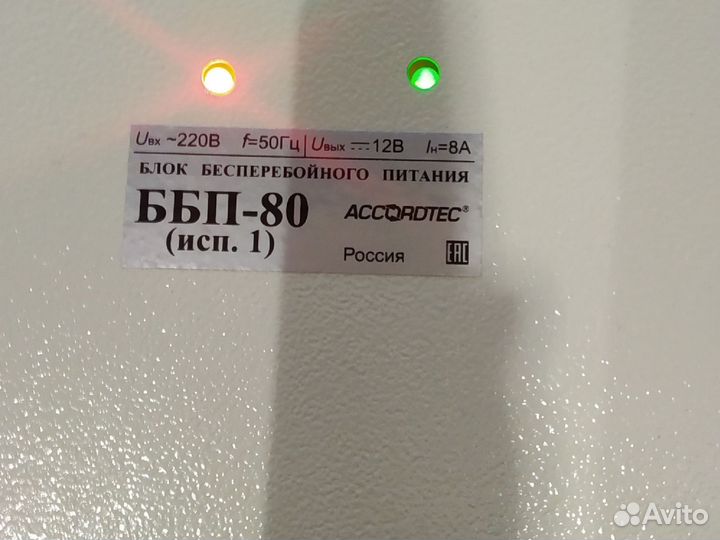 Uвх ~220В f=50Гц Uвых ⎓12В Iн=8А
БЛОК БЕСПЕРЕБОЙНОГО ПИТАНИЯ
ББП-80 ACCORDTEC®
(исп. 1) Россия EAC
Avito